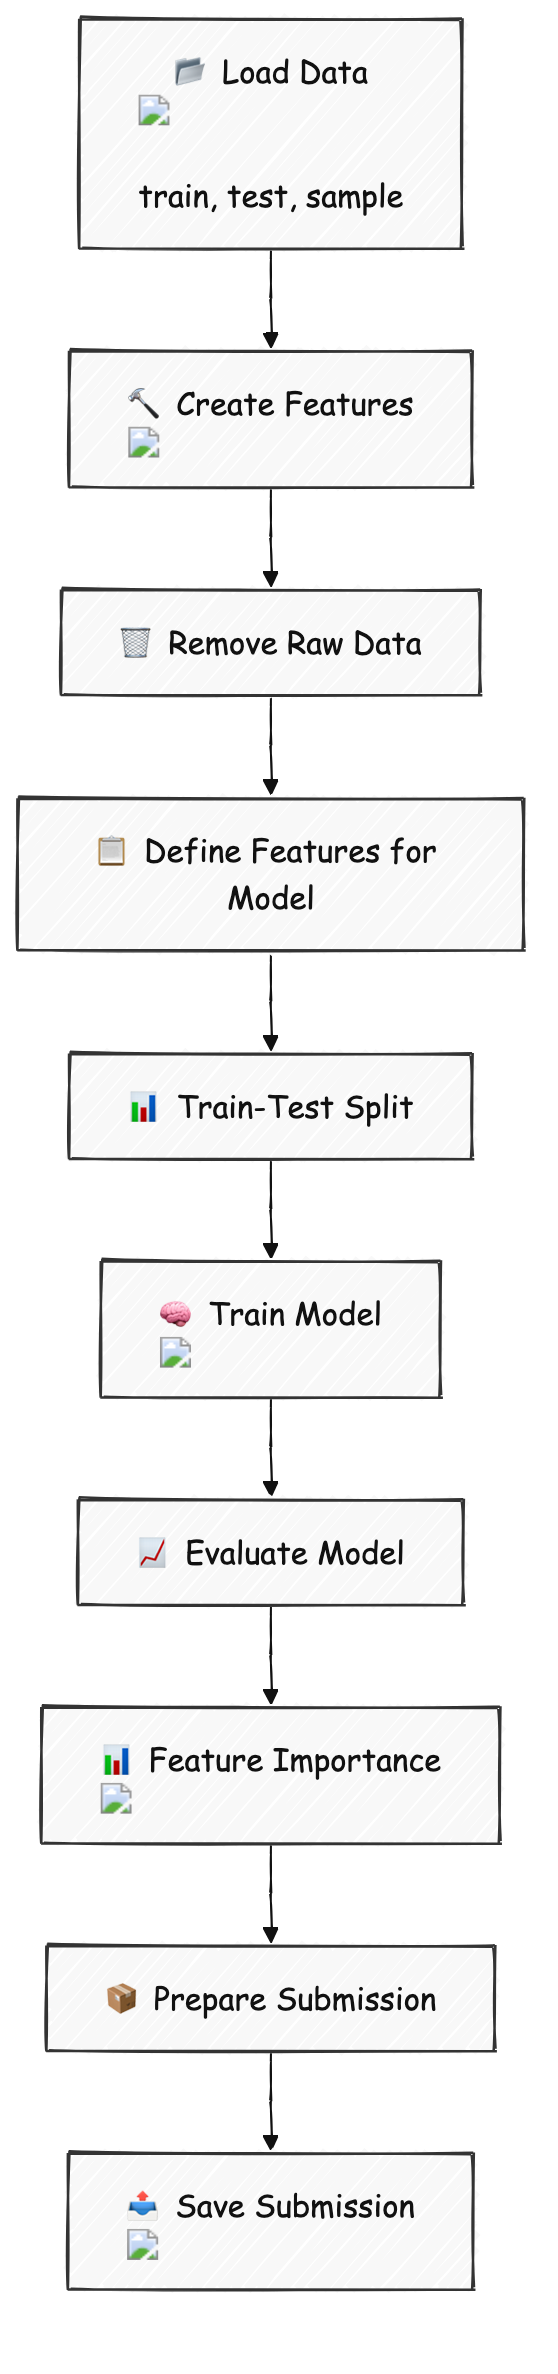 Load Data
train, test, sample
Create Features
Remove Raw Data
Define Features for
Model
Train-Test Split
Train Model
Evaluate Model
Feature Importance
Prepare Submission
Save Submission